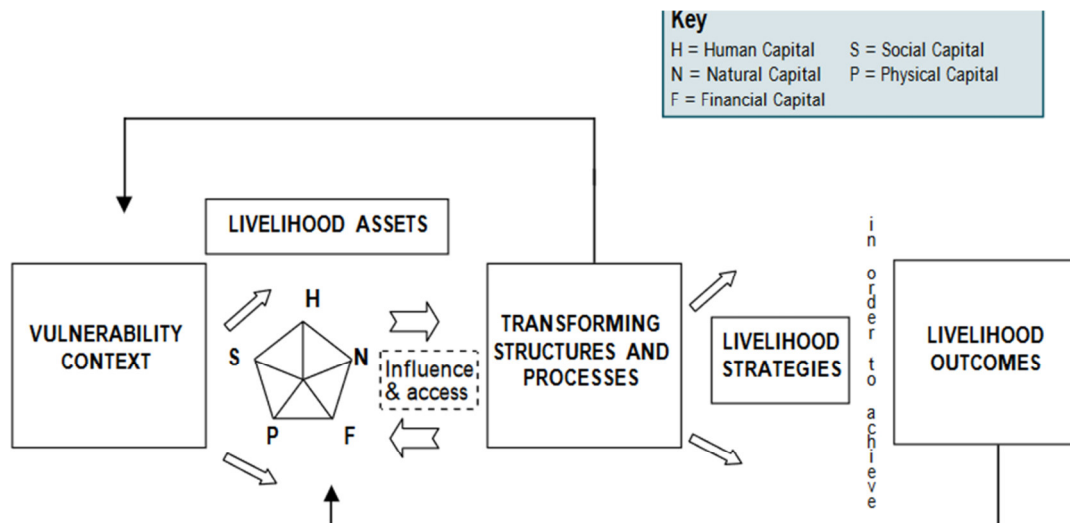 Key
H = Human Capital S = Social Capital
N = Natural Capital P = Physical Capital
F = Financial Capital
LIVELIHOOD ASSETS
VULNERABILITY
CONTEXT
H
S
N
P
F
Influence
& access
TRANSFORMING
STRUCTURES AND
PROCESSES
LIVELIHOOD
STRATEGIES
in order to achieve
LIVELIHOOD
OUTCOMES